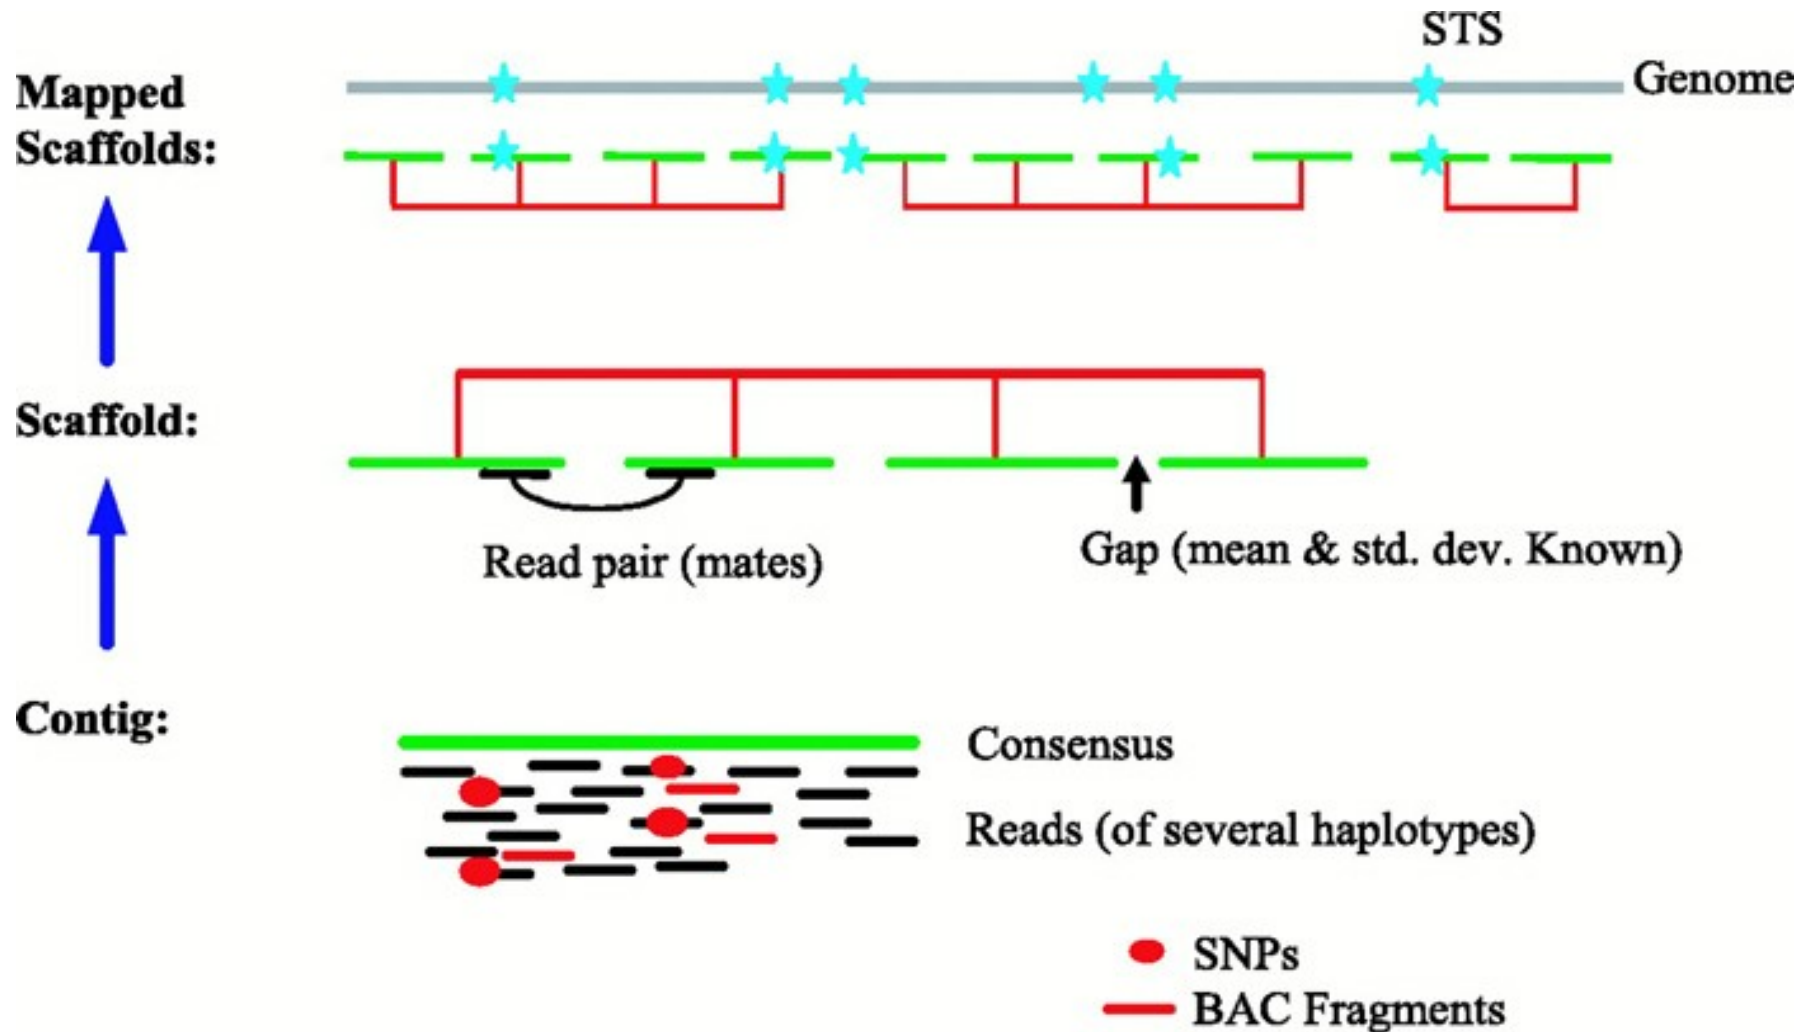 STS
Genome
Mapped
Scaffolds:
Scaffold:
Read pair (mates)
Gap (mean & std. dev. Known)
Contig:
Consensus
Reads (of several haplotypes)
SNPs
BAC Fragments